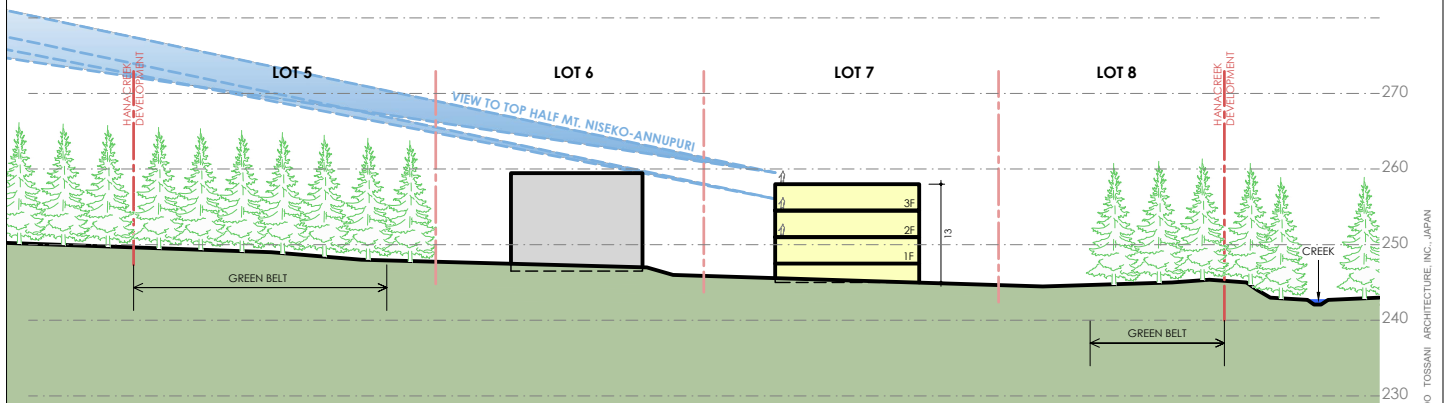 LOT 5
LOT 6
LOT 7
LOT 8
HANACREEK
DEVELOPMENT
HANACREEK
DEVELOPMENT
VIEW TO TOP HALF MT. NISEKO-ANNUPURI
270
260
250
240
230
3F
2F
1F
13
CREEK
GREEN BELT
GREEN BELT
TOSSANI ARCHITECTURE, INC., JAPAN